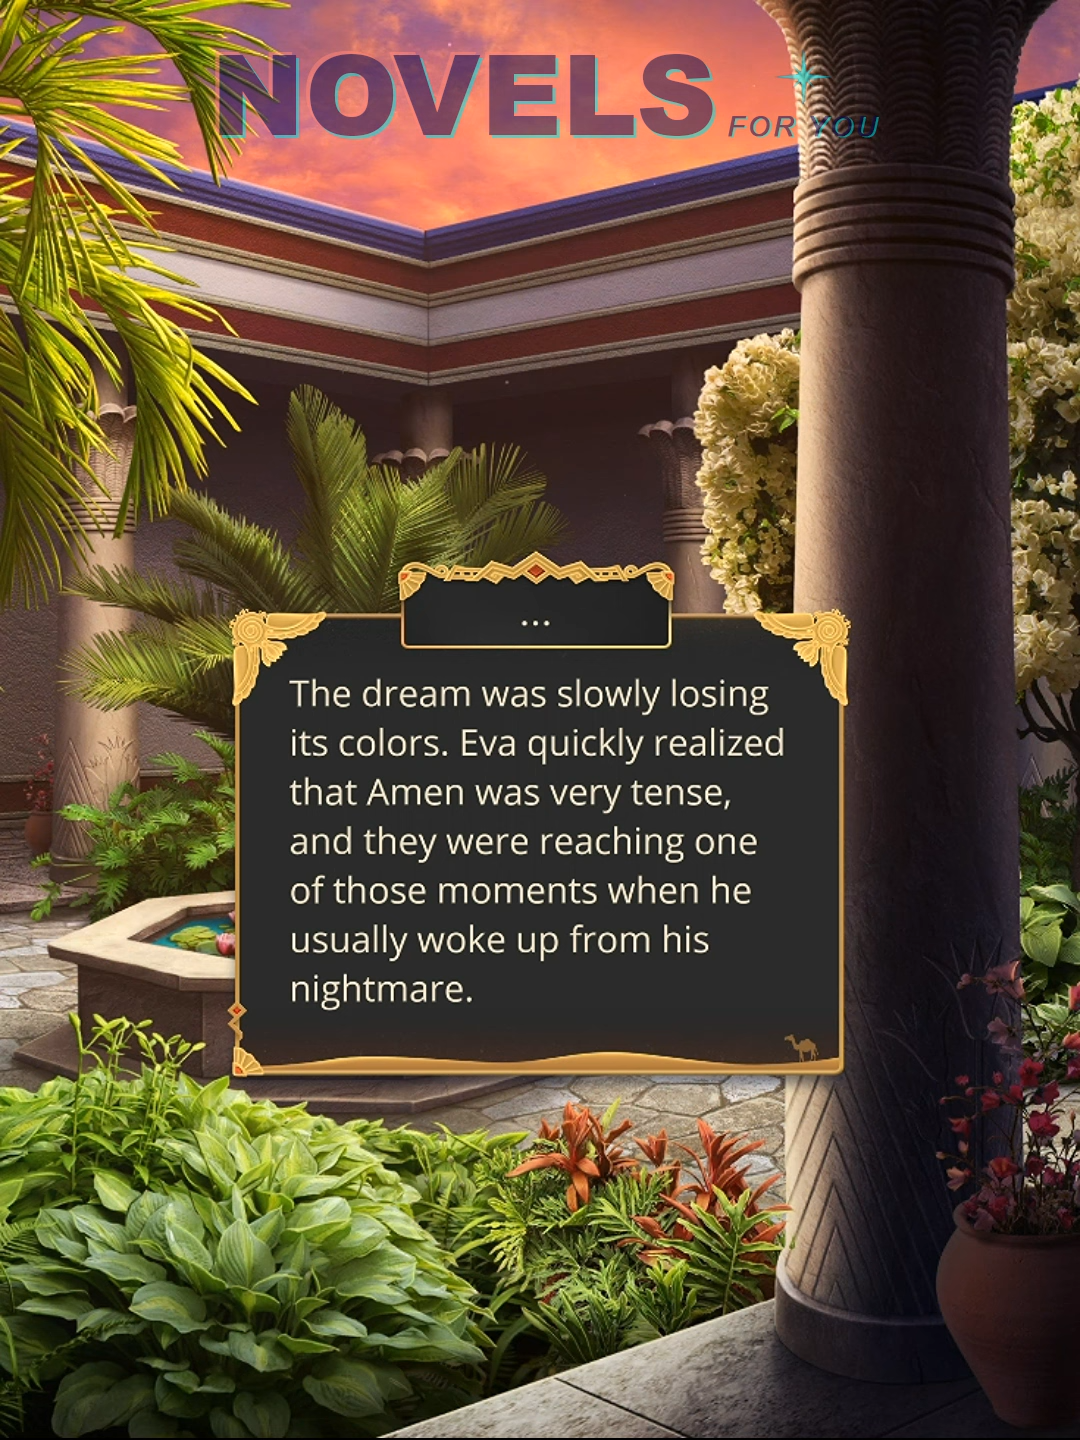 NOVELS FOR YOU
...
The dream was slowly losing
its colors. Eva quickly realized
that Amen was very tense,
and they were reaching one
of those moments when he
usually woke up from his
nightmare.